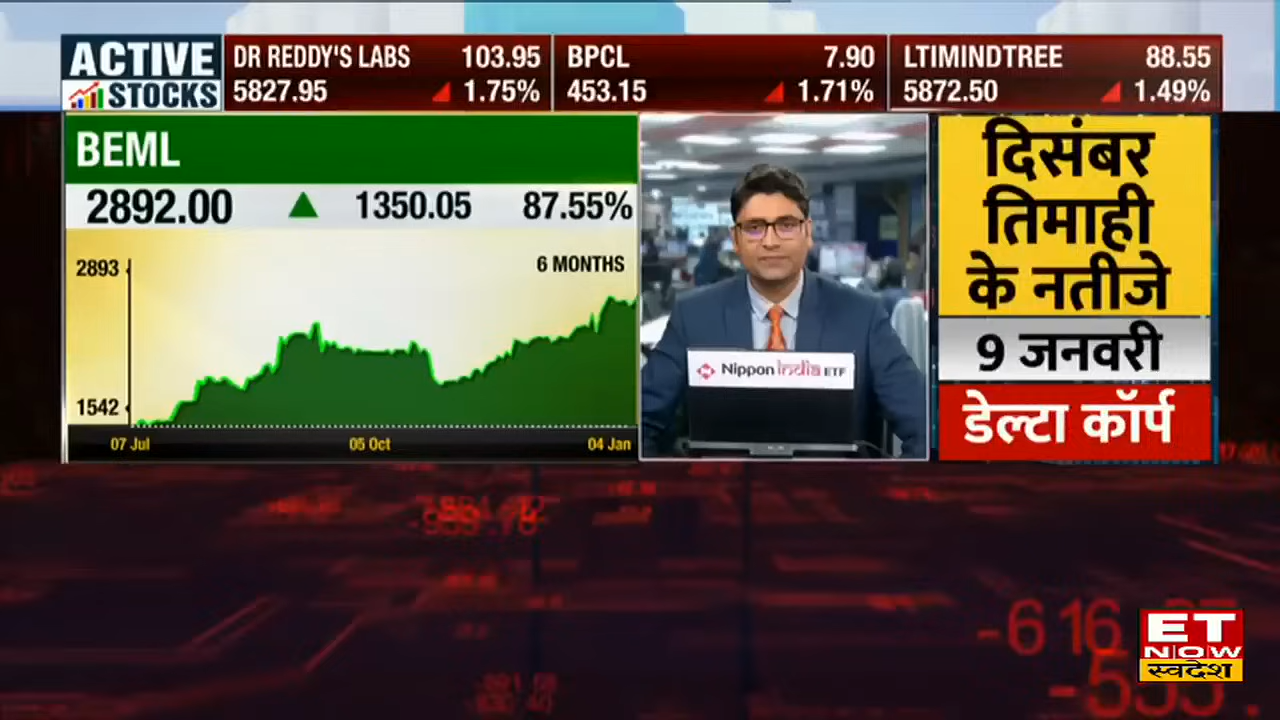 ACTIVE
STOCKS
DR REDDY'S LABS 103.95
5827.95 1.75%
BPCL 7.90
453.15 1.71%
LTIMINDTREE 88.55
5872.50 1.49%
BEML
2892.00 1350.05 87.55%
2893
6 MONTHS
1542
07 Jul 05 Oct 04 Jan
Nippon india ETF
दिसंबर
तिमाही
के नतीजे
9 जनवरी
डेल्टा कॉर्प
-616
ET
NOW
स्वदेश